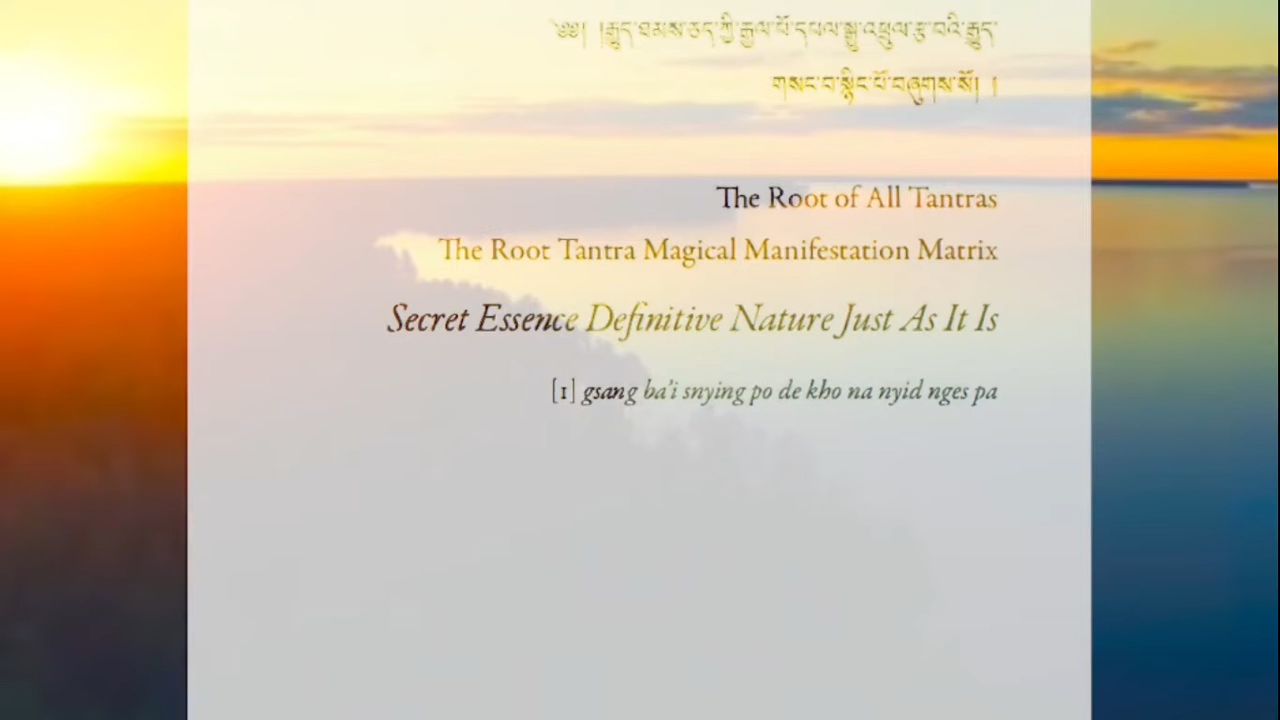 ༄༅། །རྒྱུད་ཐམས་ཅད་ཀྱི་རྒྱལ་པོ་དཔལ་སྒྱུ་འཕྲུལ་རྩ་བའི་རྒྱུད་
གསང་བ་སྙིང་པོ་བཞུགས་སོ། །
The Root of All Tantras
The Root Tantra Magical Manifestation Matrix
Secret Essence Definitive Nature Just As It Is
[1] gsang ba'i snying po de kho na nyid nges pa